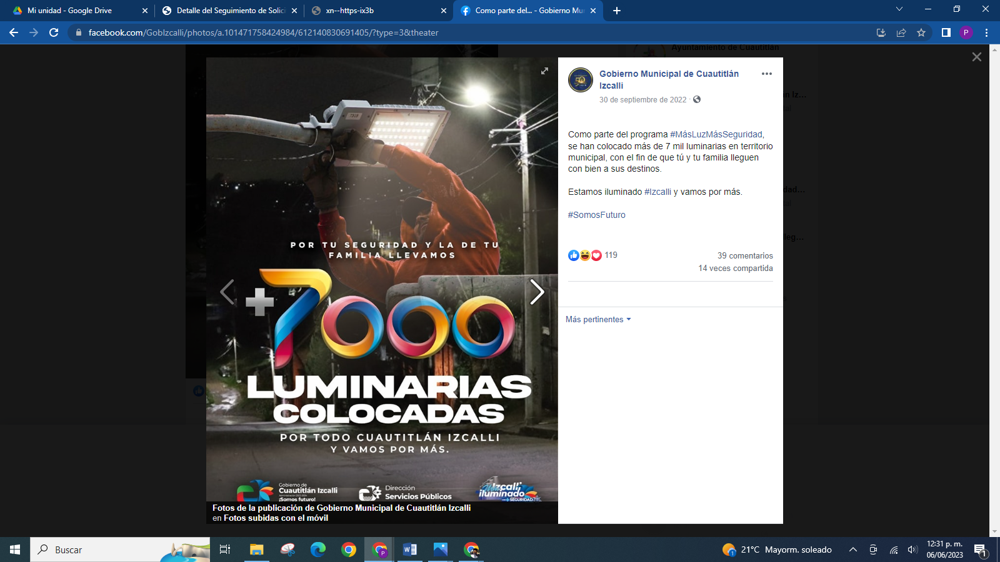 Mi unidad - Google Drive
Detalle del Seguimiento de Solici
xn--https-ix3b
Como parte del... - Gobierno Mu
facebook.com/GobIzcalli/photos/a.101471758424984/612140830691405/?type=3&theater
P
Ayuntamiento de Cuautitlán
Gobierno Municipal de Cuautitlán
Izcalli
30 de septiembre de 2022 ·
Como parte del programa #MásLuzMásSeguridad,
se han colocado más de 7 mil luminarias en territorio
municipal, con el fin de que tú y tu familia lleguen
con bien a sus destinos.
Estamos iluminado #Izcalli y vamos por más.
#SomosFuturo
119
39 comentarios
14 veces compartida
Más pertinentes
POR TU SEGURIDAD Y LA DE TU
FAMILIA LLEVAMOS
+7000
LUMINARIAS
COLOCADAS
POR TODO CUAUTITLÁN IZCALLI
Y VAMOS POR MÁS.
Gobierno de
Cuautitlán Izcalli
¡Somos futuro!
Dirección
Servicios Públicos
Izcalli
iluminado
+ SEGURIDAD
Fotos de la publicación de Gobierno Municipal de Cuautitlán Izcalli
en Fotos subidas con el móvil
Buscar
21°C Mayorm. soleado
12:31 p. m.
06/06/2023
1